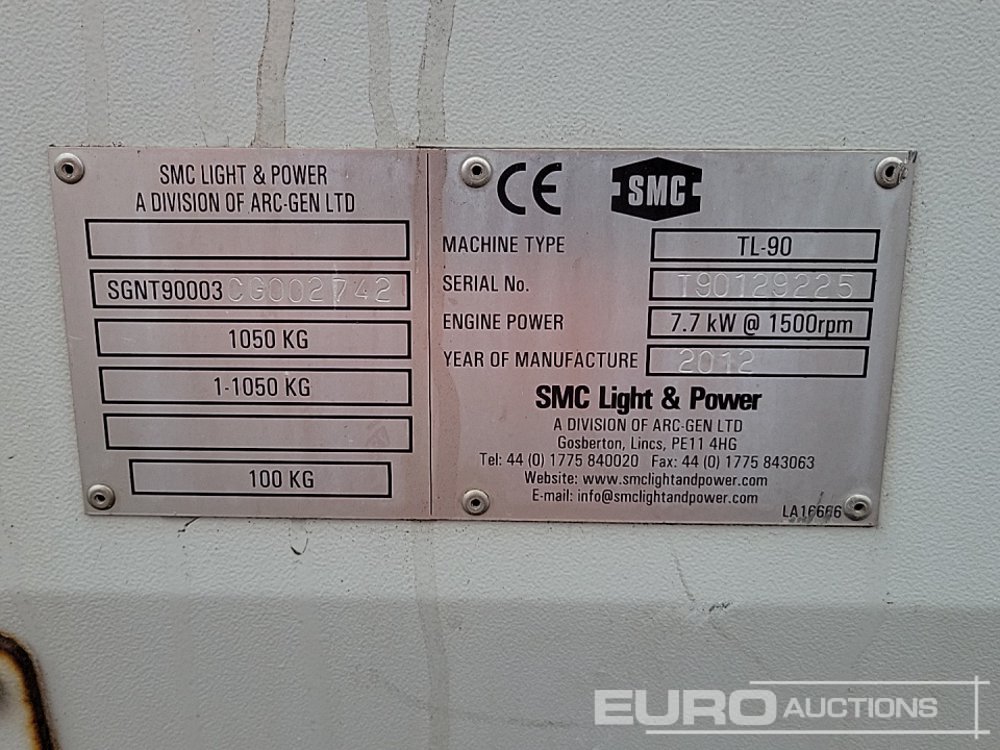 SMC LIGHT & POWER
A DIVISION OF ARC-GEN LTD
SGNT90003CG002742
1050 KG
1-1050 KG
100 KG
CE SMC
MACHINE TYPE TL-90
SERIAL No. T90129225
ENGINE POWER 7.7 kW @ 1500rpm
YEAR OF MANUFACTURE 2012
SMC Light & Power
A DIVISION OF ARC-GEN LTD
Gosberton, Lincs, PE11 4HG
Tel: 44 (0) 1775 840020 Fax: 44 (0) 1775 843063
Website: www.smclightandpower.com
E-mail: info@smclightandpower.com
LA16666
EURO AUCTIONS